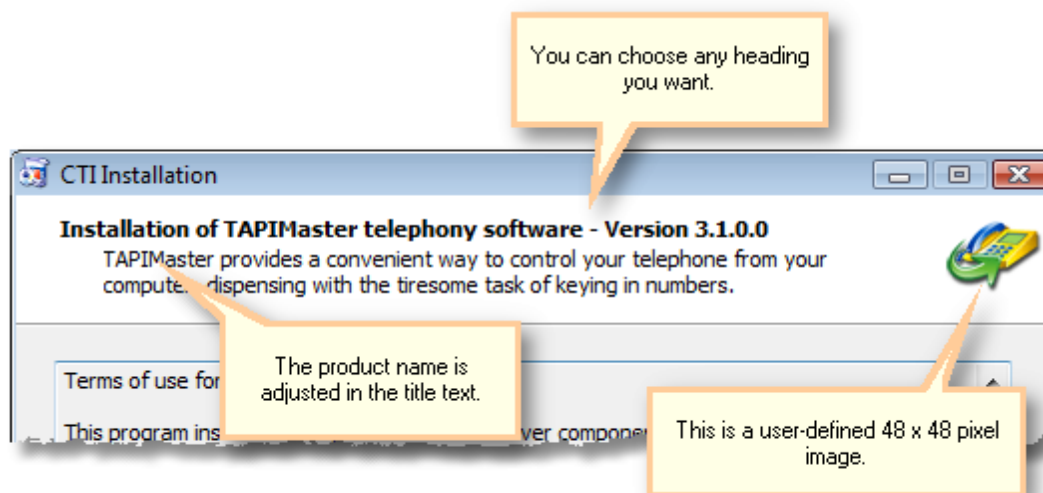 You can choose any heading
you want.
CTI Installation
Installation of TAPIMaster telephony software - Version 3.1.0.0
TAPIMaster provides a convenient way to control your telephone from your
dispensing with the tiresome task of keying in numbers.
The product name is
adjusted in the title text.
Terms of use for
This program
This is a user-defined 48 x 48 pixel
image.